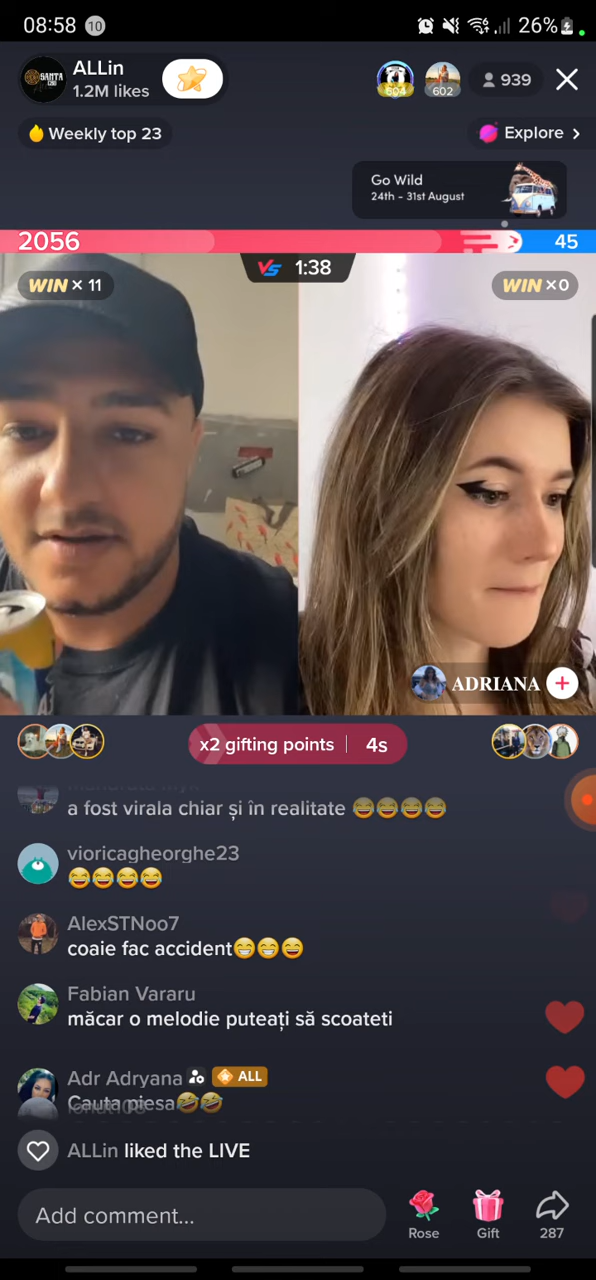 08:58 10
26%
ALLin
1.2M likes
604
602
939
Weekly top 23
Explore >
Go Wild
24th - 31st August
2056
45
VS 1:38
WIN × 11
WIN ×0
ADRIANA
x2 gifting points | 4s
a fost virala chiar și în realitate 😂😂😂😂
vioricagheorghe23
😂😂😂😂
AlexSTNoo7
coaie fac accident😁😁😄
Fabian Vararu
măcar o melodie puteați să scoateti
Adr Adryana ALL
Cauta piesa🤣🤣
ALLin liked the LIVE
Add comment...
Rose
Gift
287